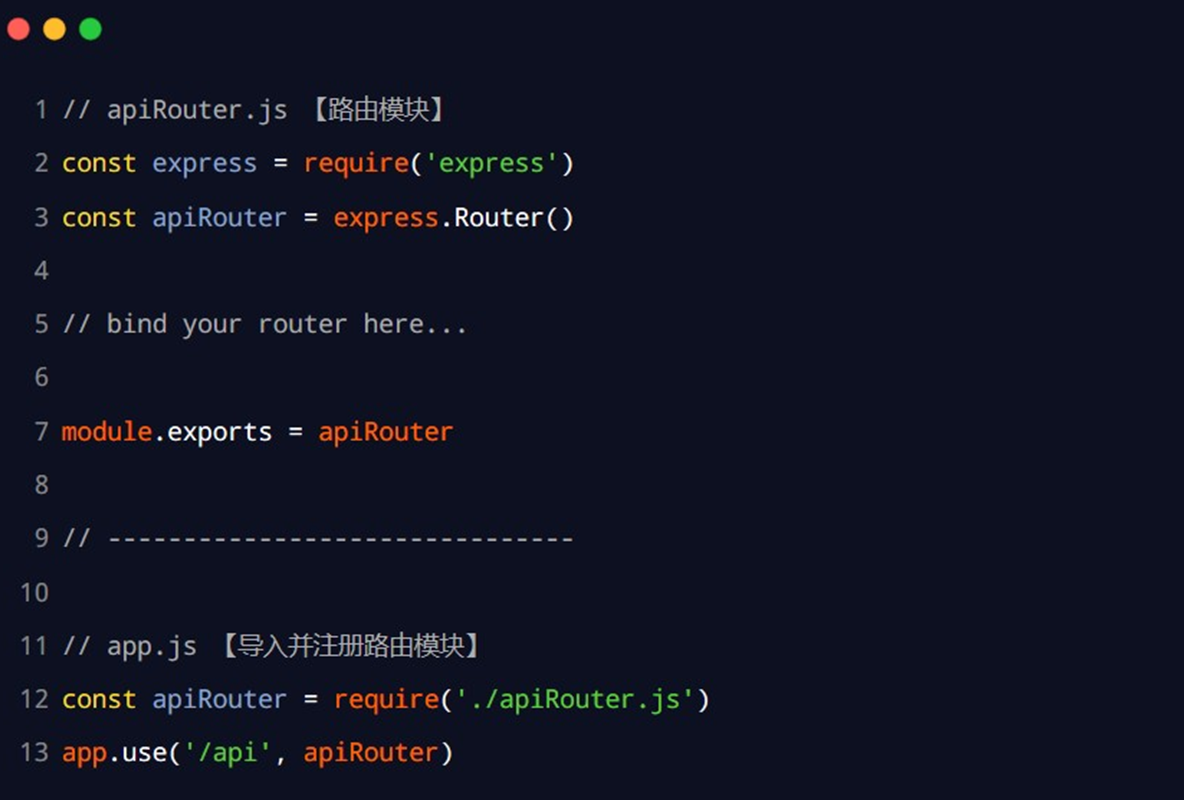 1 // apiRouter.js 【路由模块】
2 const express = require('express')
3 const apiRouter = express.Router()
4
5 // bind your router here...
6
7 module.exports = apiRouter
8
9 // -------------------------------
10
11 // app.js 【导入并注册路由模块】
12 const apiRouter = require('./apiRouter.js')
13 app.use('/api', apiRouter)